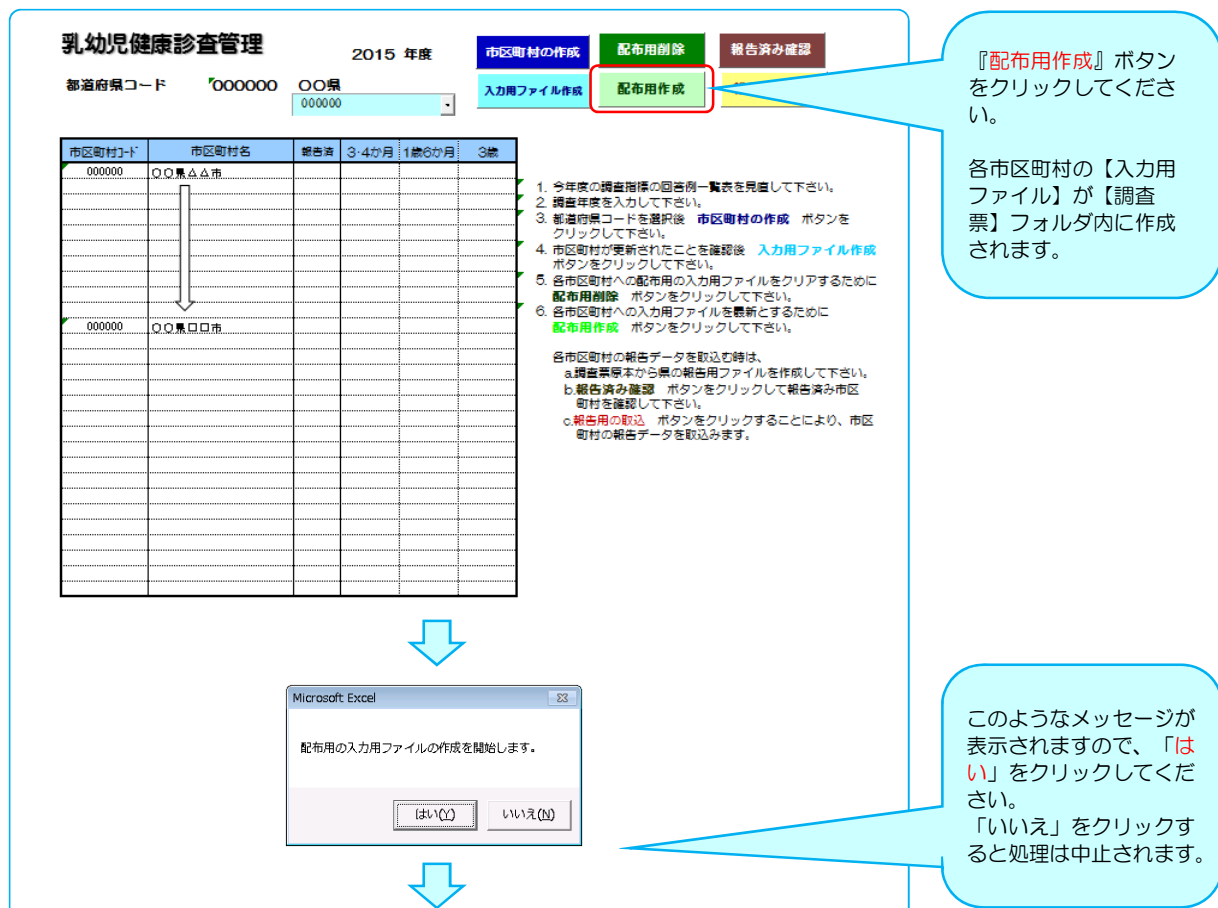 乳幼児健康診査管理
2015 年度
市区町村の作成
配布用削除
報告済み確認
都道府県コード 000000 〇〇県
000000
入力用ファイル作成
配布用作成
市区町村コード 市区町村名 報告済 3・4か月 1歳6か月 3歳
000000 〇〇県△△市
000000 〇〇県□□市
1. 今年度の調査指標の回答例一覧表を見直して下さい。
2. 調査年度を入力して下さい。
3. 都道府県コードを選択後 市区町村の作成 ボタンを
クリックして下さい。
4. 市区町村が更新されたことを確認後 入力用ファイル作成
ボタンをクリックして下さい。
5. 各市区町村への配布用の入力用ファイルをクリアするために
配布用削除 ボタンをクリックして下さい。
6. 各市区町村への入力用ファイルを最新とするために
配布用作成 ボタンをクリックして下さい。
各市区町村の報告データを取込む時は、
a.調査票原本から県の報告用ファイルを作成して下さい。
b.報告済み確認 ボタンをクリックして報告済み市区
町村を確認して下さい。
c.報告用の取込 ボタンをクリックすることにより、市区
町村の報告データを取込みます。
『配布用作成』ボタン
をクリックしてくださ
い。
各市区町村の【入力用
ファイル】が【調査
票】フォルダ内に作成
されます。
Microsoft Excel
配布用の入力用ファイルの作成を開始します。
はい(Y)
いいえ(N)
このようなメッセージが
表示されますので、「は
い」をクリックしてくだ
さい。
「いいえ」をクリックす
ると処理は中止されます。